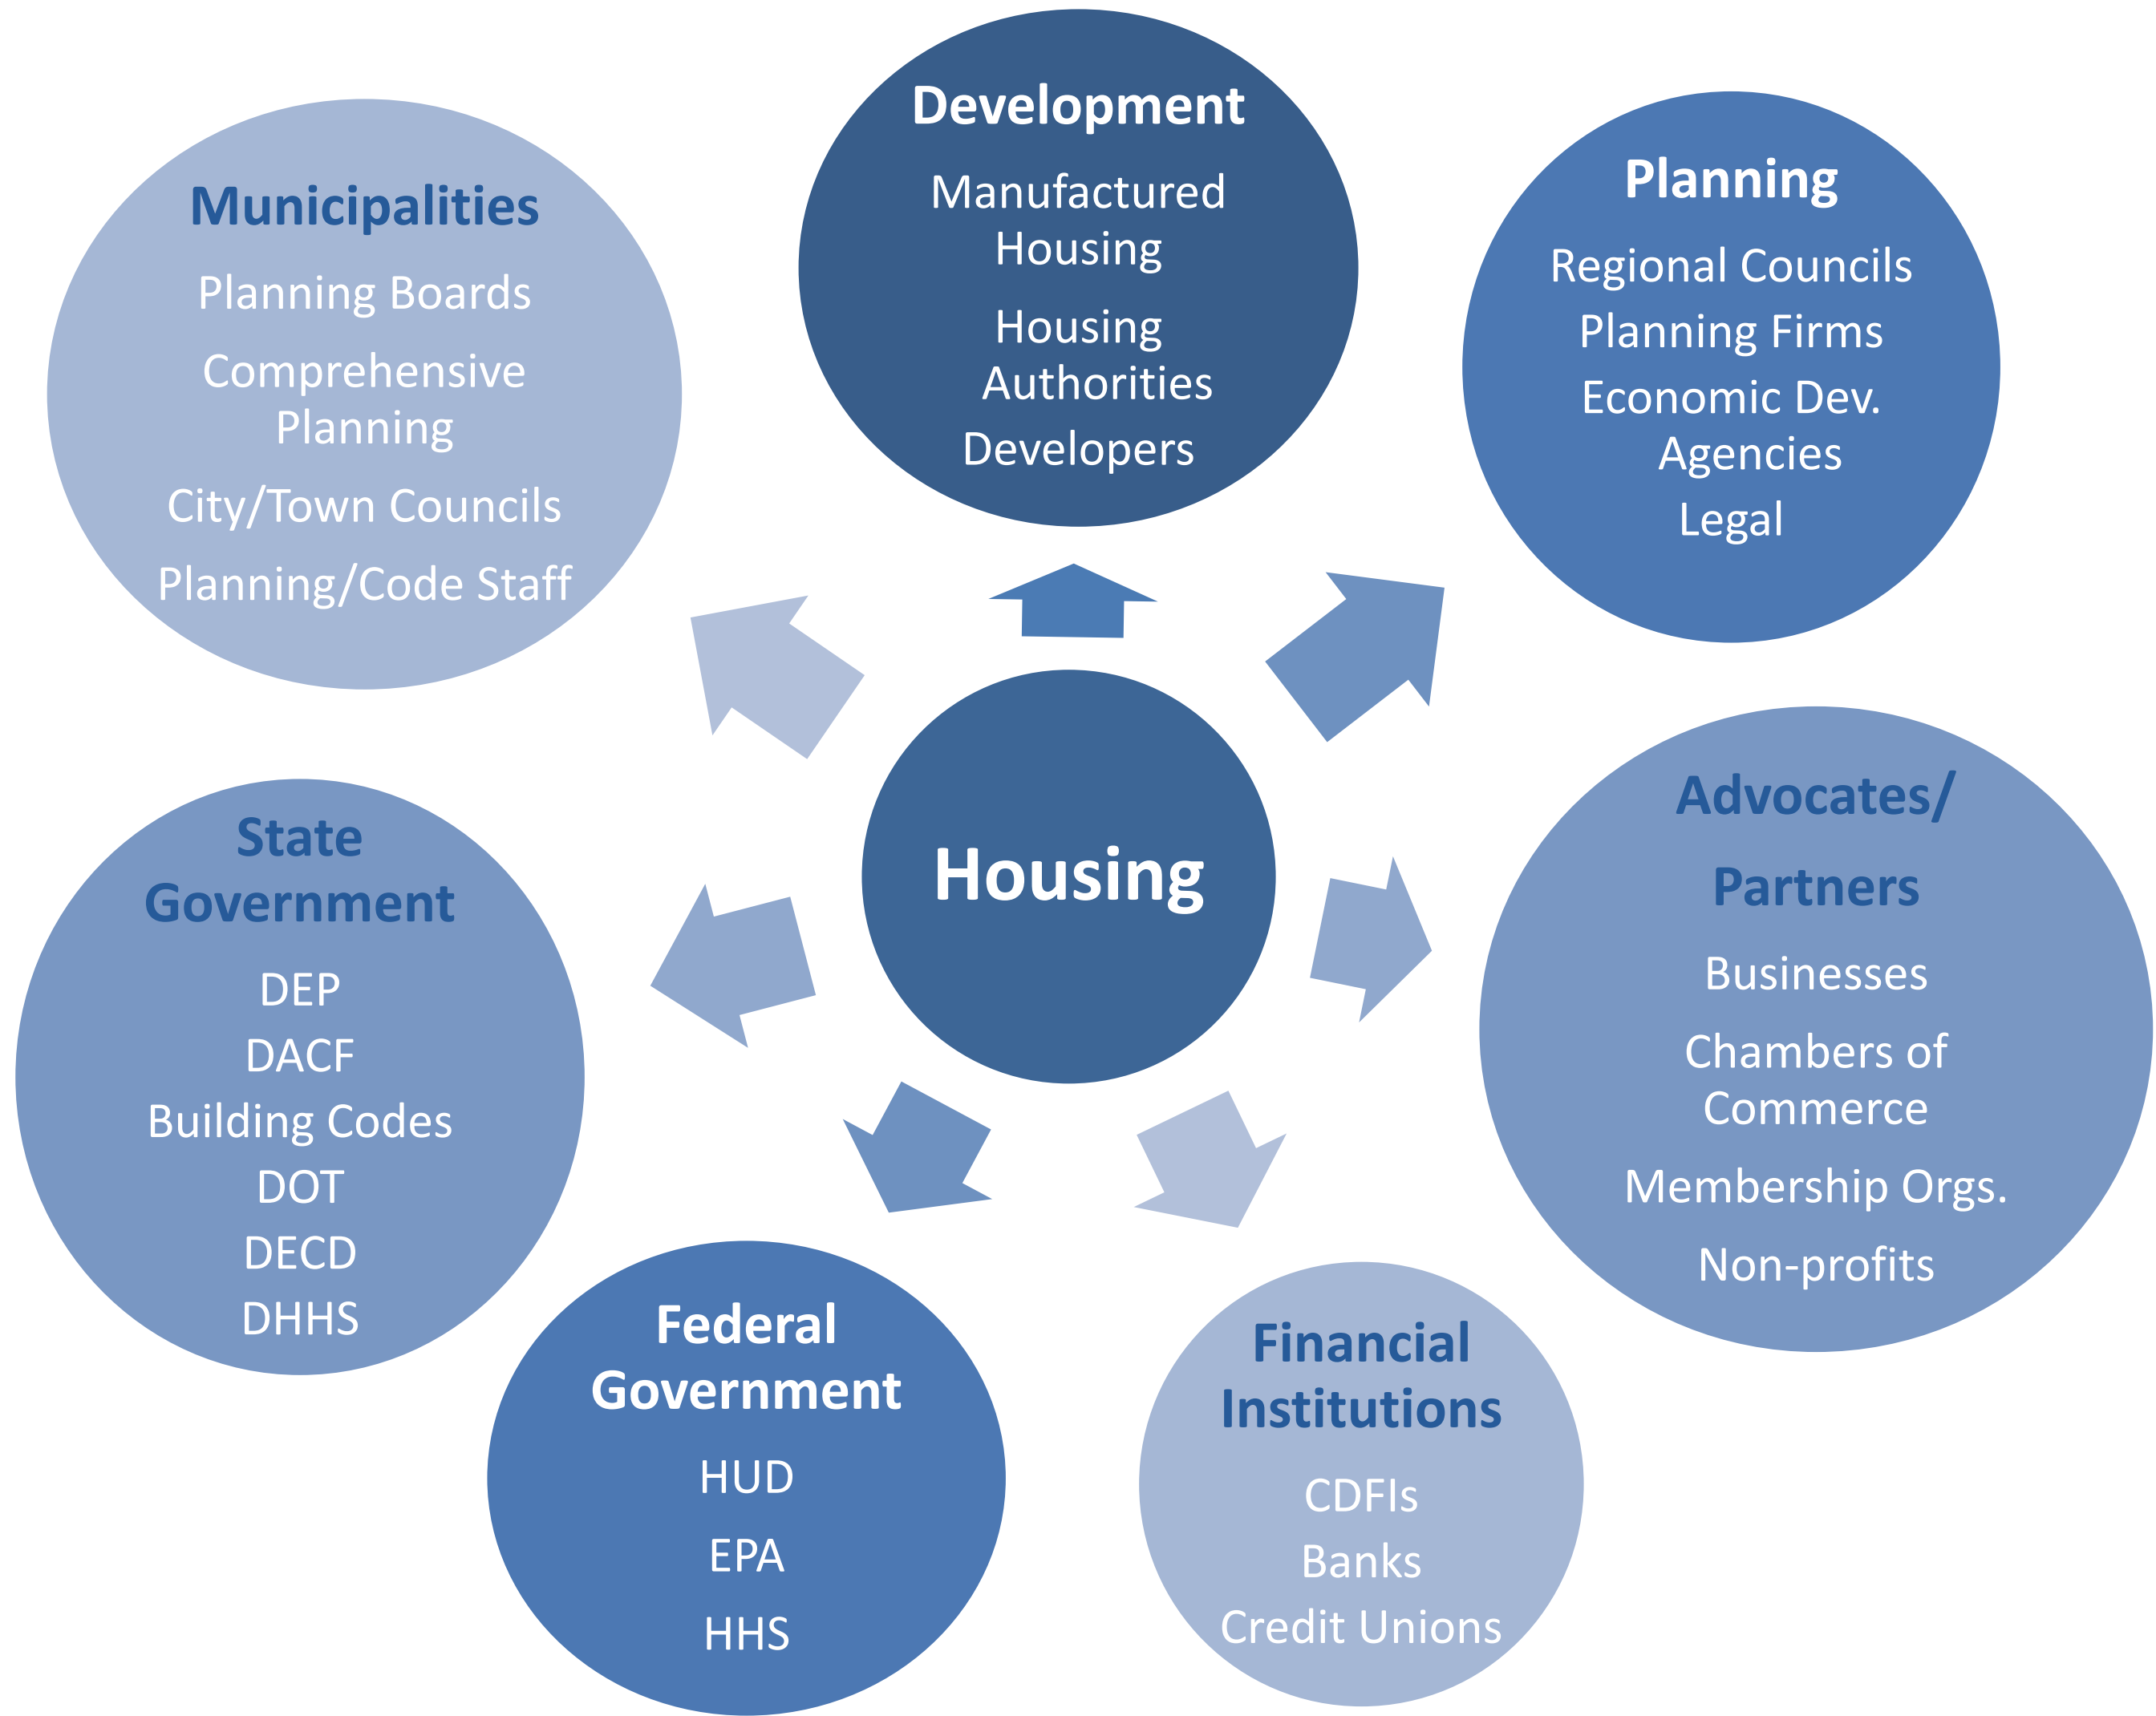 Development
Manufactured
Housing
Housing
Authorities
Developers
Planning
Regional Councils
Planning Firms
Economic Dev.
Agencies
Legal
Advocates/
Partners
Businesses
Chambers of
Commerce
Membership Orgs.
Non-profits
Financial
Institutions
CDFIs
Banks
Credit Unions
Federal
Government
HUD
EPA
HHS
State
Government
DEP
DACF
Building Codes
DOT
DECD
DHHS
Municipalities
Planning Boards
Comprehensive
Planning
City/Town Councils
Planning/Code Staff
Housing